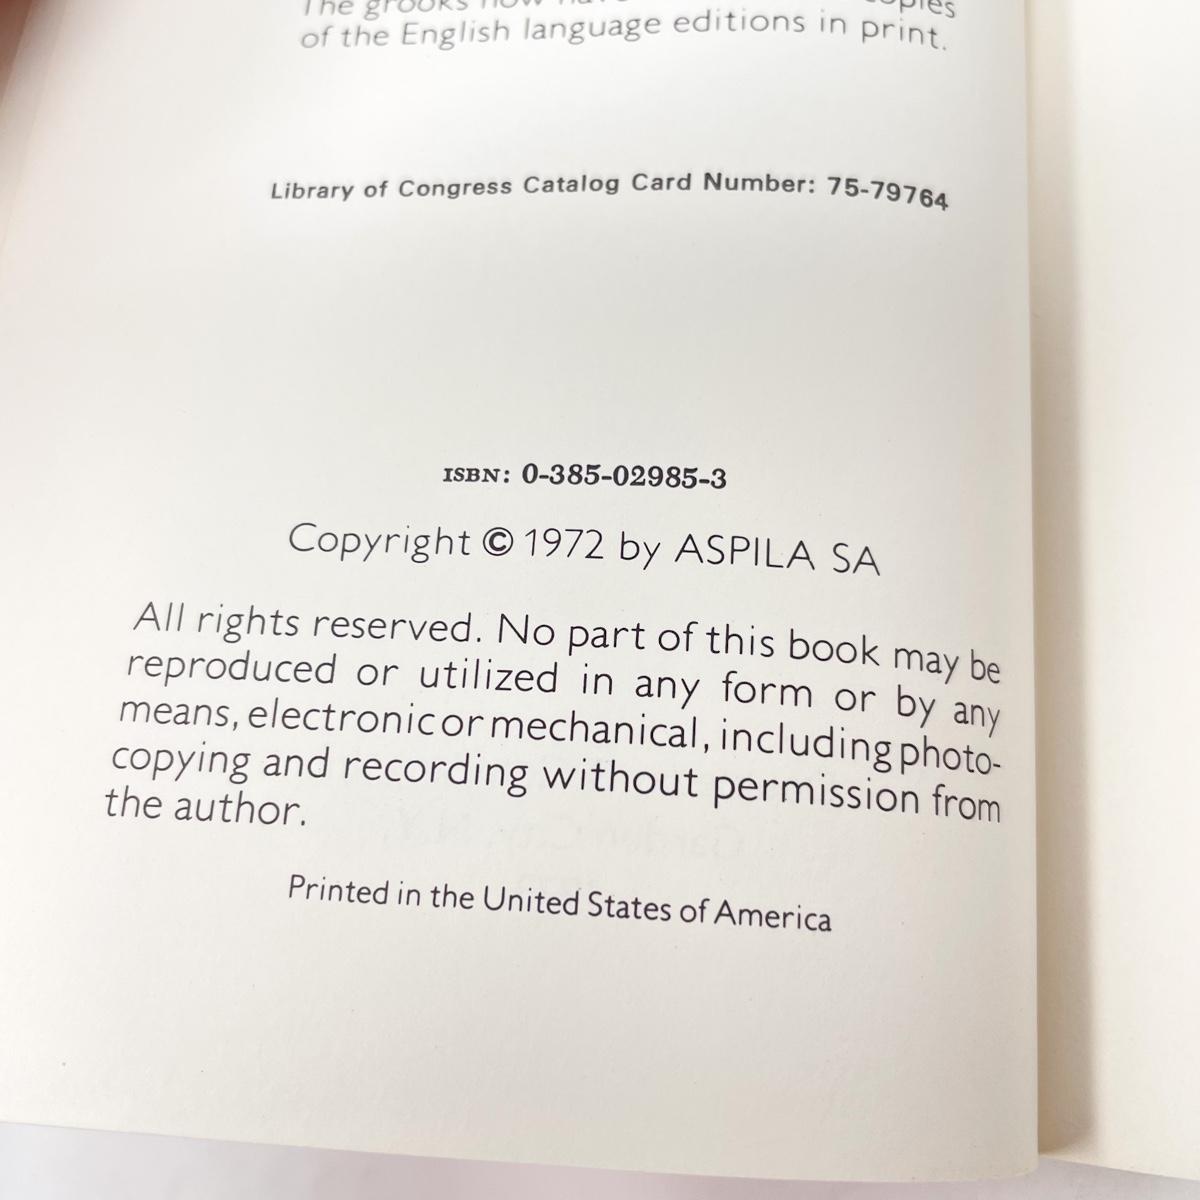 The grooks now
of the English language editions in print.
Library of Congress Catalog Card Number: 75-79764
ISBN: 0-385-02985-3
Copyright © 1972 by ASPILA SA
All rights reserved. No part of this book may be
reproduced or utilized in any form or by any
means, electronic or mechanical, including photo-
copying and recording without permission from
the author.
Printed in the United States of America